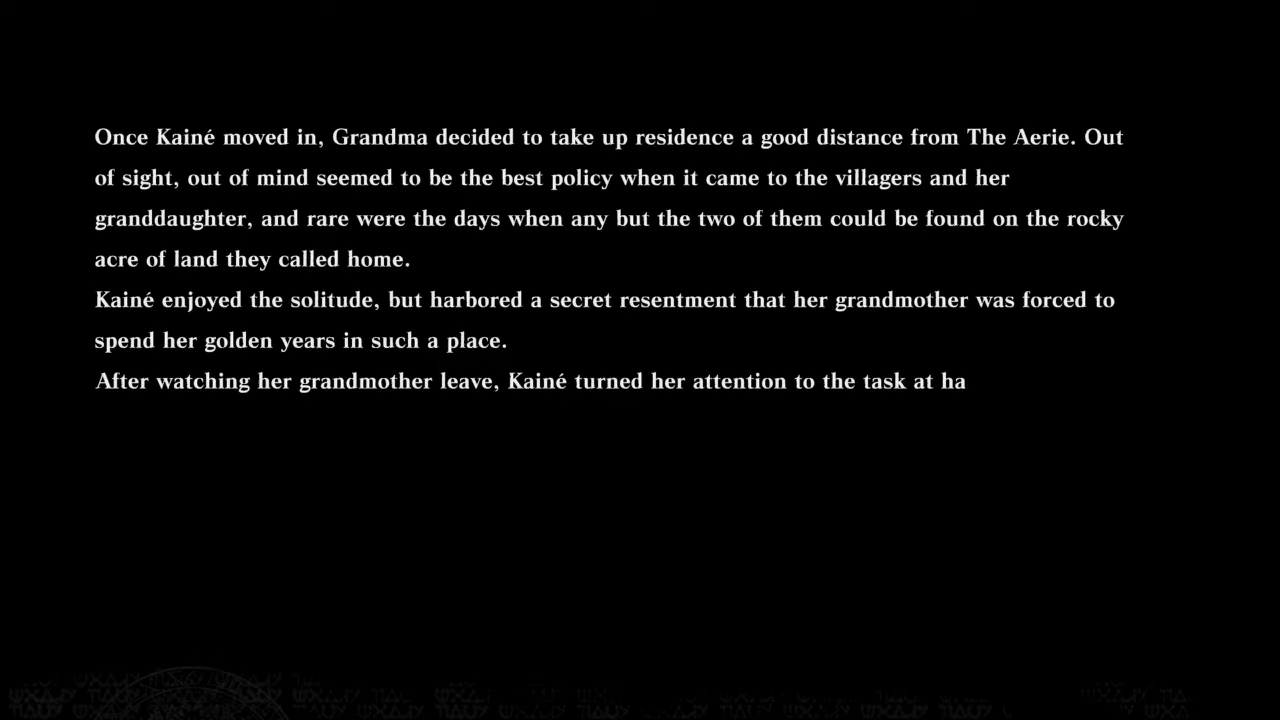 Once Kainé moved in, Grandma decided to take up residence a good distance from The Aerie. Out
of sight, out of mind seemed to be the best policy when it came to the villagers and her
granddaughter, and rare were the days when any but the two of them could be found on the rocky
acre of land they called home.
Kainé enjoyed the solitude, but harbored a secret resentment that her grandmother was forced to
spend her golden years in such a place.
After watching her grandmother leave, Kainé turned her attention to the task at ha